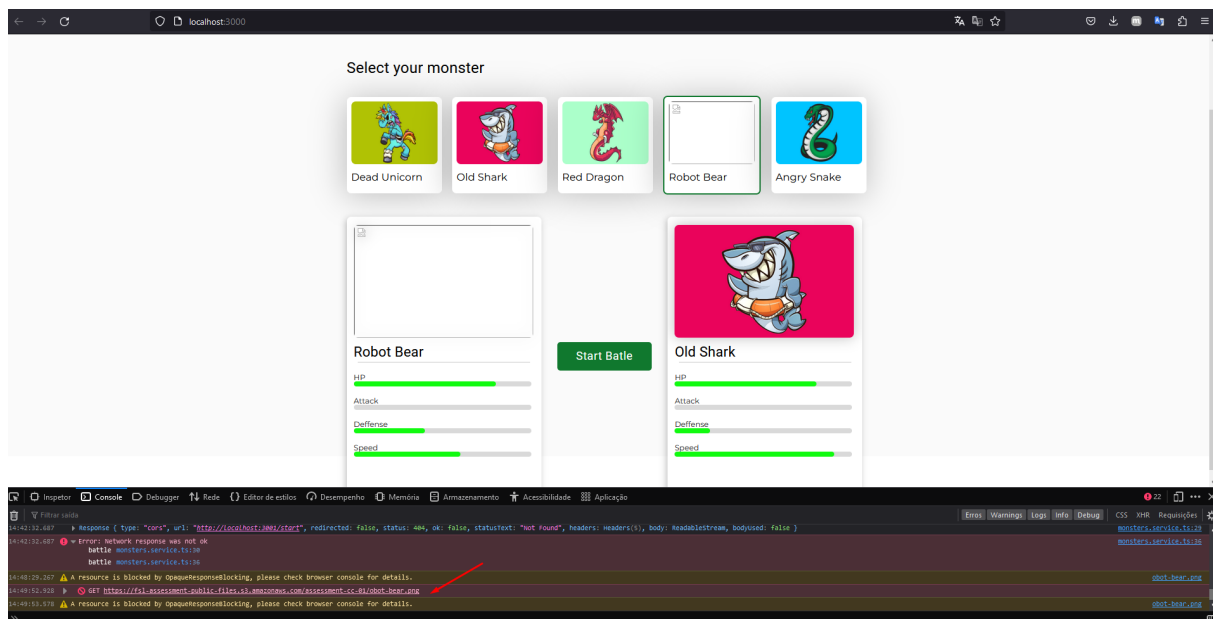 localhost:3000
Select your monster
Dead Unicorn
Old Shark
Red Dragon
Robot Bear
Angry Snake
Robot Bear
HP
Attack
Deffense
Speed
Start Batle
Old Shark
HP
Attack
Deffense
Speed
Inspetor Console Debugger Rede Editor de estilos Desempenho Memória Armazenamento Acessibilidade Aplicação 22
Filtrar saída Erros Warnings Logs Info Debug CSS XHR Requisições
14:42:32.687 Response { type: "cors", url: "http://localhost:3001/start", redirected: false, status: 404, ok: false, statusText: "Not Found", headers: Headers(5), body: ReadableStream, bodyUsed: false } monsters.service.ts:29
14:42:32.687 Error: Network response was not ok monsters.service.ts:36
battle monsters.service.ts:30
battle monsters.service.ts:36
14:48:29.267 A resource is blocked by OpaqueResponseBlocking, please check browser console for details. obot-bear.png
14:49:52.928 GET https://fsl-assessment-public-files.s3.amazonaws.com/assessment-cc-01/obot-bear.png
14:49:53.578 A resource is blocked by OpaqueResponseBlocking, please check browser console for details. obot-bear.png